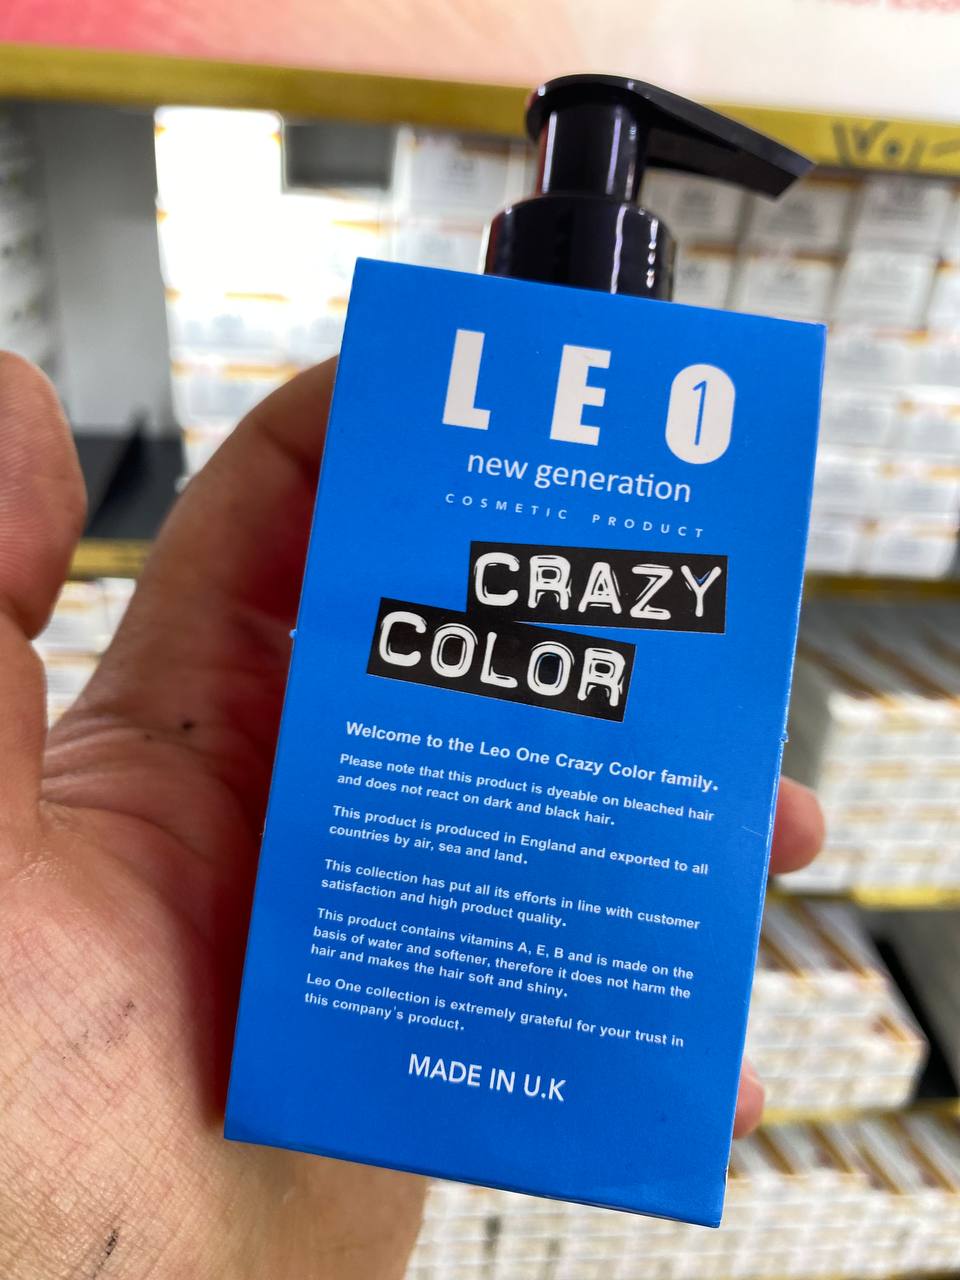 LEO
1
new generation
COSMETIC PRODUCT
CRAZY
COLOR
Welcome to the Leo One Crazy Color family.
Please note that this product is dyeable on bleached hair
and does not react on dark and black hair.
This product is produced in England and exported to all
countries by air, sea and land.
This collection has put all its efforts in line with customer
satisfaction and high product quality.
This product contains vitamins A, E, B and is made on the
basis of water and softener, therefore it does not harm the
hair and makes the hair soft and shiny.
Leo One collection is extremely grateful for your trust in
this company's product.
MADE IN U.K